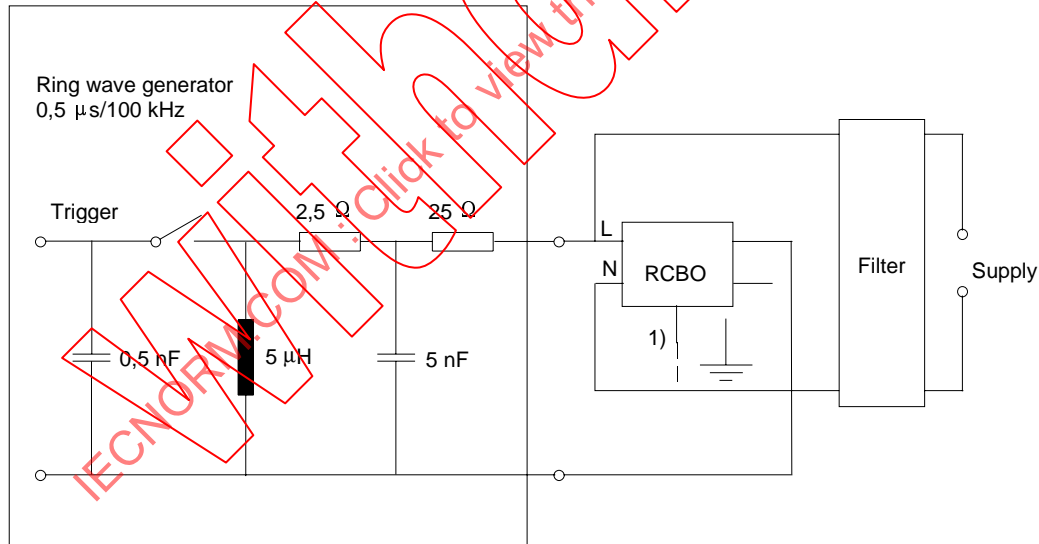 Ring wave generator
0,5 μs/100 kHz
Trigger
2,5 Ω
25 Ω
L
N
RCBO
Filter
Supply
1)
0,5 nF
5 μH
5 nF
IECNORM.COM : Click to view th